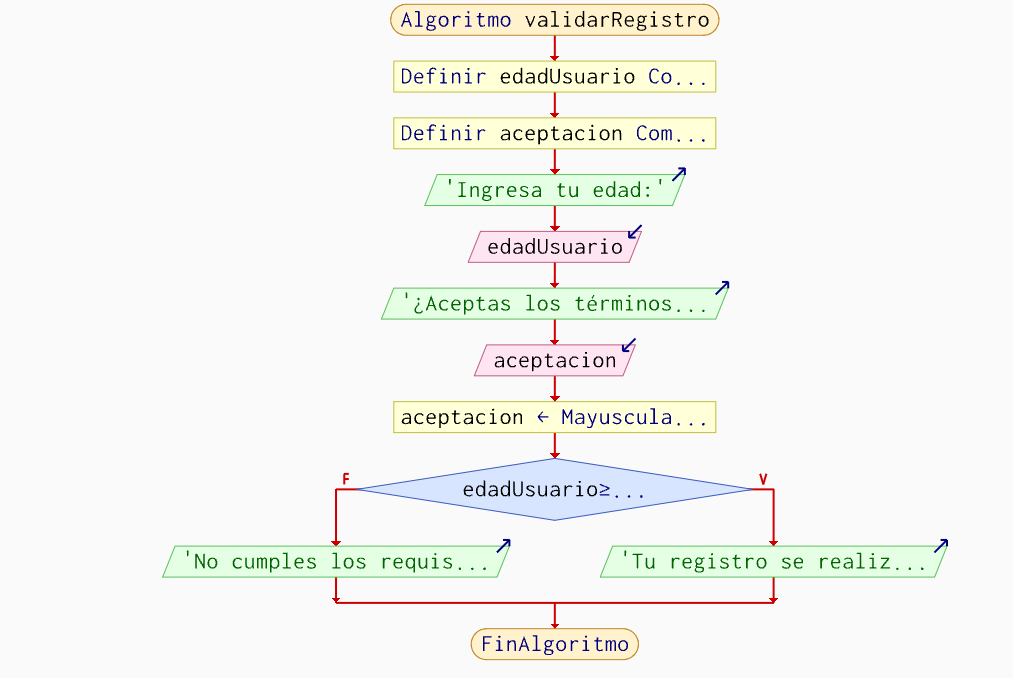 Algoritmo validarRegistro
Definir edadUsuario Co...
Definir aceptacion Com...
'Ingresa tu edad:'
edadUsuario
'¿Aceptas los términos...
aceptacion
aceptacion ← Mayuscula...
edadUsuario≥...
F
V
'No cumples los requis...
'Tu registro se realiz...
FinAlgoritmo